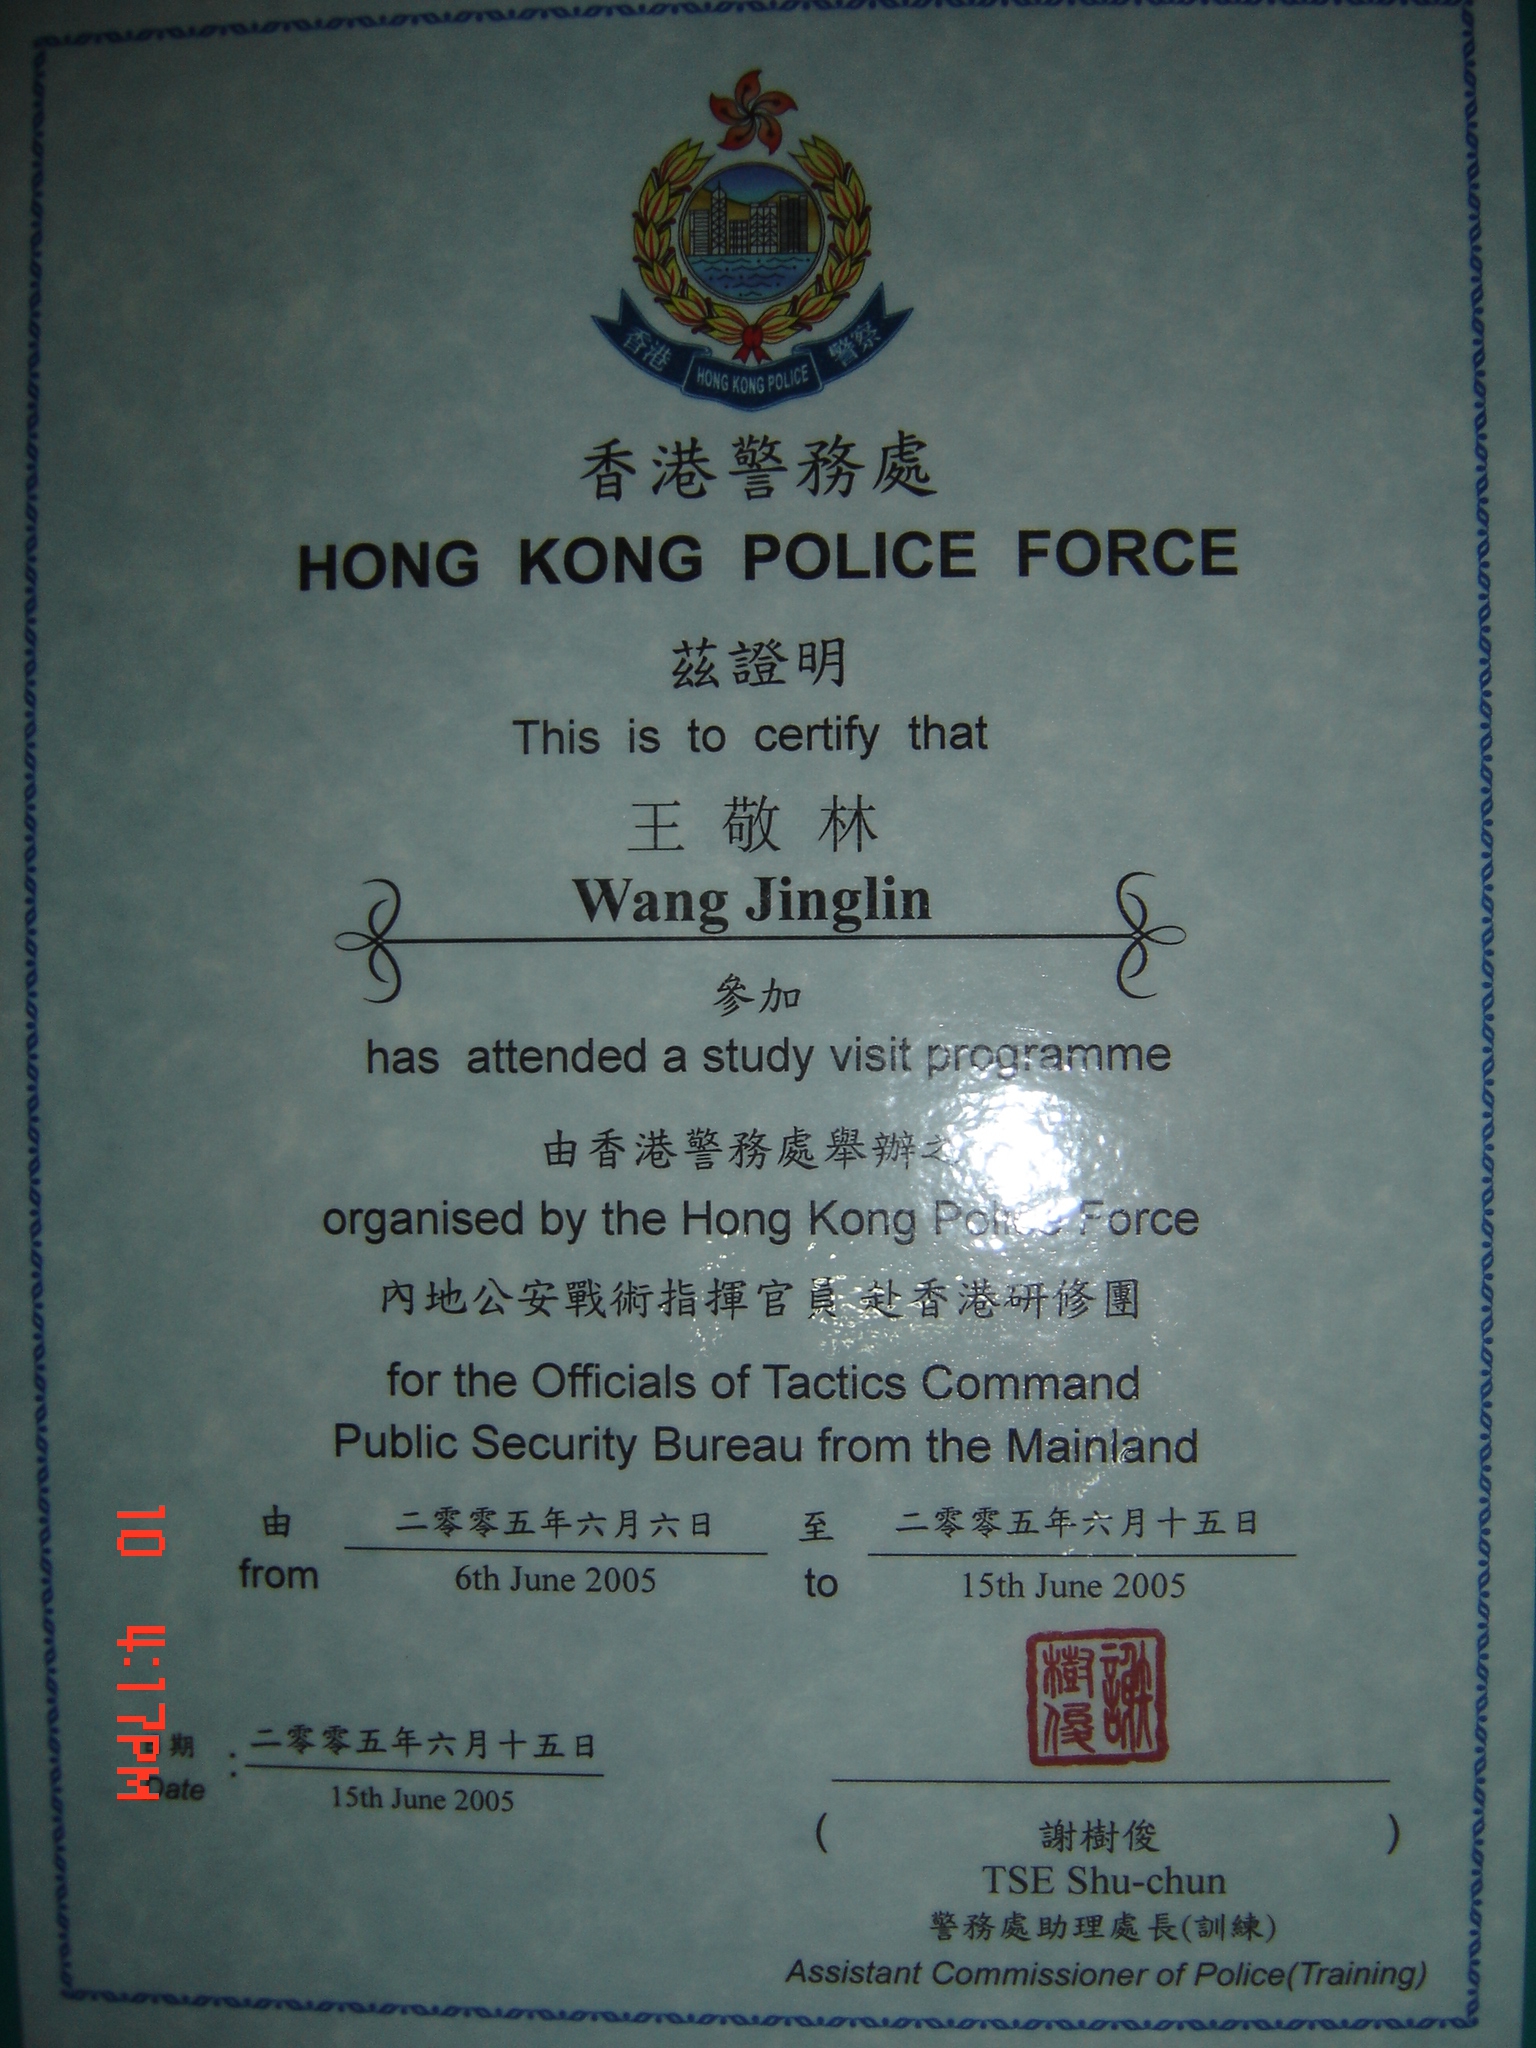 香港
HONG KONG POLICE
警察
香港警務處
HONG KONG POLICE FORCE
茲證明
This is to certify that
王敬林
Wang Jinglin
參加
has attended a study visit programme
由香港警務處舉辦之
organised by the Hong Kong Police Force
內地公安戰術指揮官員赴香港研修團
for the Officials of Tactics Command
Public Security Bureau from the Mainland
由 二零零五年六月六日 至 二零零五年六月十五日
from 6th June 2005 to 15th June 2005
謝樹俊
日期 : 二零零五年六月十五日
Date 15th June 2005
( 謝樹俊 )
TSE Shu-chun
警務處助理處長(訓練)
Assistant Commissioner of Police(Training)
10 4:17PM